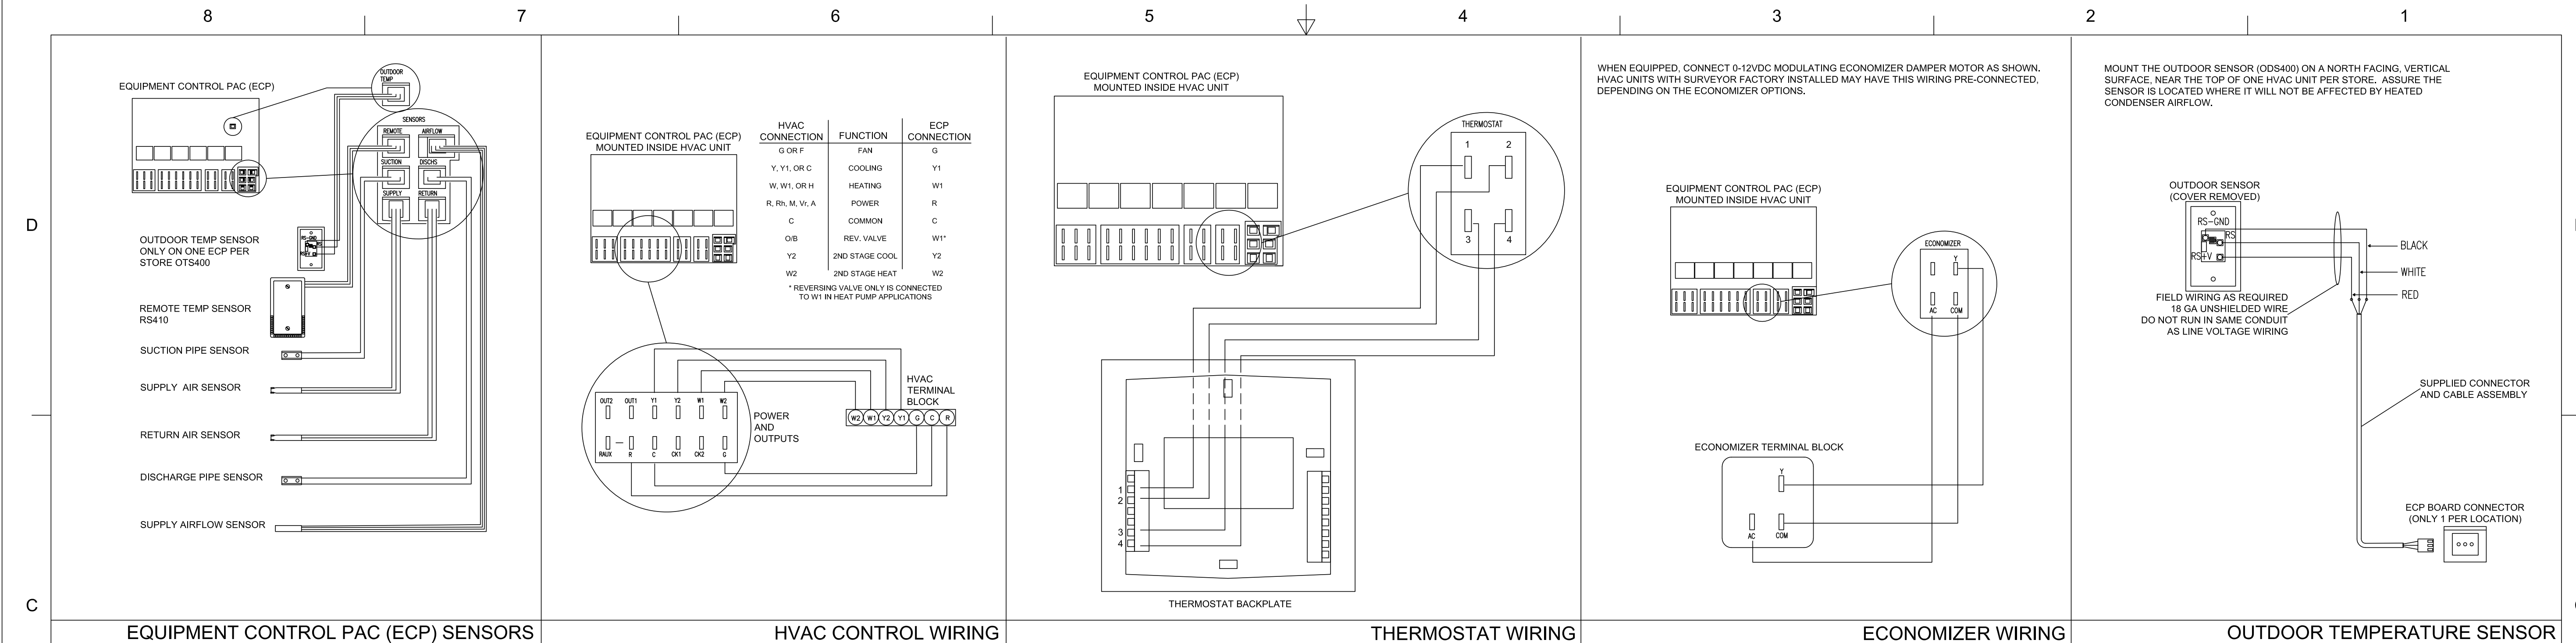 8 7 6 5 4 3 2 1
D
C
EQUIPMENT CONTROL PAC (ECP)
OUTDOOR
TEMP
SENSORS
REMOTE AIRFLOW
SUCTION DISCHS
SUPPLY RETURN
RS-GND
RS
RS+V
OUTDOOR TEMP SENSOR
ONLY ON ONE ECP PER
STORE OTS400
REMOTE TEMP SENSOR
RS410
SUCTION PIPE SENSOR
SUPPLY AIR SENSOR
RETURN AIR SENSOR
DISCHARGE PIPE SENSOR
SUPPLY AIRFLOW SENSOR
EQUIPMENT CONTROL PAC (ECP) SENSORS
EQUIPMENT CONTROL PAC (ECP)
MOUNTED INSIDE HVAC UNIT
HVAC
CONNECTION FUNCTION ECP
CONNECTION
G OR F FAN G
Y, Y1, OR C COOLING Y1
W, W1, OR H HEATING W1
R, Rh, M, Vr, A POWER R
C COMMON C
O/B REV. VALVE W1*
Y2 2ND STAGE COOL Y2
W2 2ND STAGE HEAT W2
* REVERSING VALVE ONLY IS CONNECTED
TO W1 IN HEAT PUMP APPLICATIONS
OUT2 OUT1 Y1 Y2 W1 W2
RAUX R C CK1 CK2 G
POWER
AND
OUTPUTS
HVAC
TERMINAL
BLOCK
W2 W1 Y2 Y1 G C R
HVAC CONTROL WIRING
EQUIPMENT CONTROL PAC (ECP)
MOUNTED INSIDE HVAC UNIT
THERMOSTAT
1 2
3 4
1
2
3
4
THERMOSTAT BACKPLATE
THERMOSTAT WIRING
WHEN EQUIPPED, CONNECT 0-12VDC MODULATING ECONOMIZER DAMPER MOTOR AS SHOWN.
HVAC UNITS WITH SURVEYOR FACTORY INSTALLED MAY HAVE THIS WIRING PRE-CONNECTED,
DEPENDING ON THE ECONOMIZER OPTIONS.
EQUIPMENT CONTROL PAC (ECP)
MOUNTED INSIDE HVAC UNIT
ECONOMIZER
Y
AC COM
ECONOMIZER TERMINAL BLOCK
Y
AC COM
ECONOMIZER WIRING
MOUNT THE OUTDOOR SENSOR (ODS400) ON A NORTH FACING, VERTICAL
SURFACE, NEAR THE TOP OF ONE HVAC UNIT PER STORE. ASSURE THE
SENSOR IS LOCATED WHERE IT WILL NOT BE AFFECTED BY HEATED
CONDENSER AIRFLOW.
OUTDOOR SENSOR
(COVER REMOVED)
RS-GND
RS
RS+V
BLACK
WHITE
RED
FIELD WIRING AS REQUIRED
18 GA UNSHIELDED WIRE
DO NOT RUN IN SAME CONDUIT
AS LINE VOLTAGE WIRING
SUPPLIED CONNECTOR
AND CABLE ASSEMBLY
ECP BOARD CONNECTOR
(ONLY 1 PER LOCATION)
OUTDOOR TEMPERATURE SENSOR